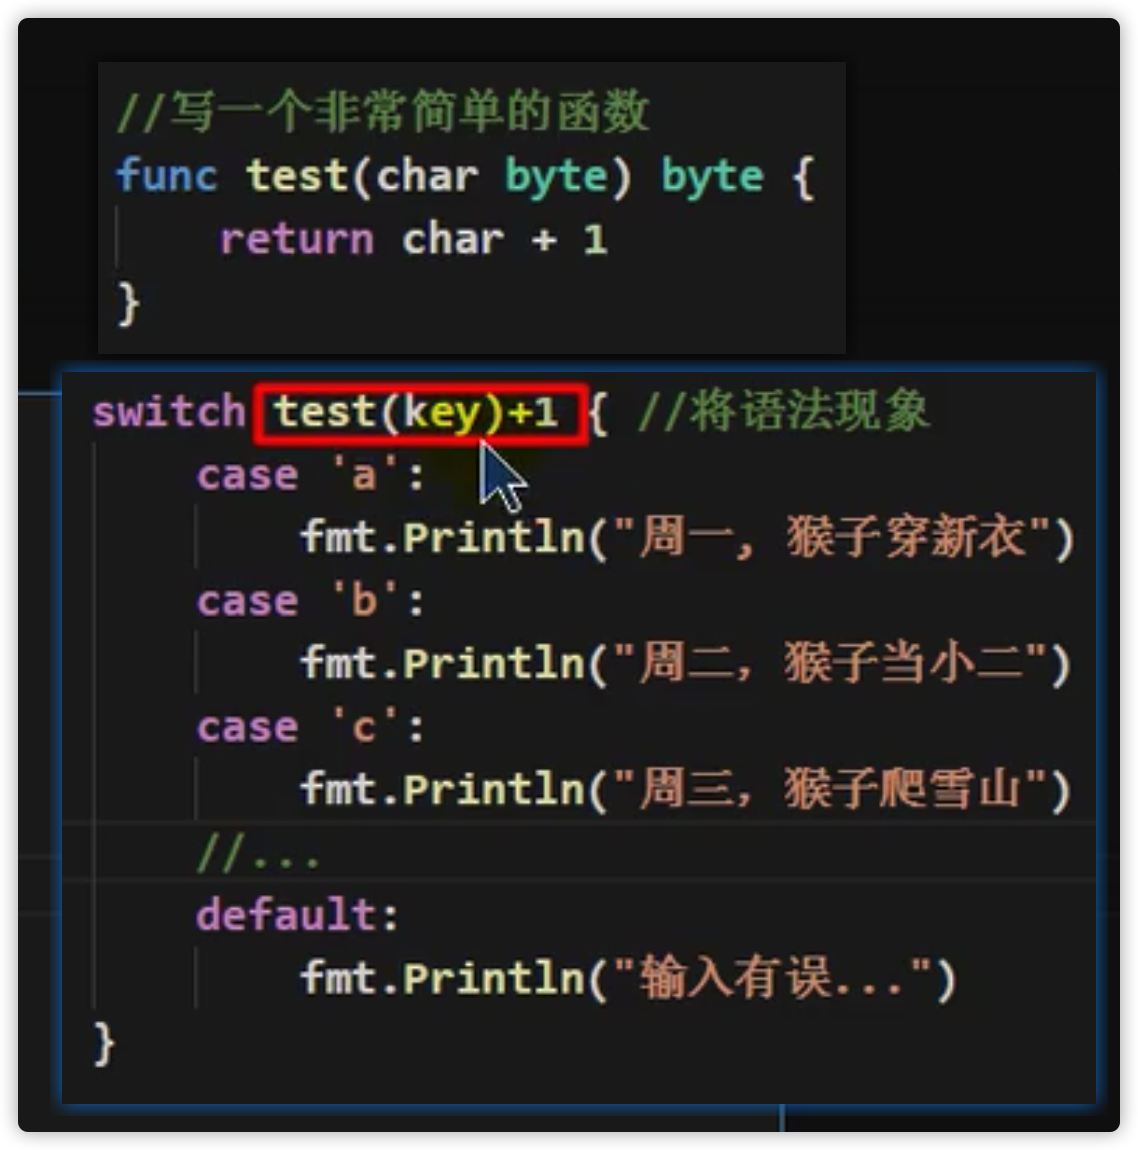 //写一个非常简单的函数
func test(char byte) byte {
return char + 1
}
switch test(key)+1 { //将语法现象
case 'a':
fmt.Println("周一, 猴子穿新衣")
case 'b':
fmt.Println("周二，猴子当小二")
case 'c':
fmt.Println("周三，猴子爬雪山")
//...
default:
fmt.Println("输入有误...")
}